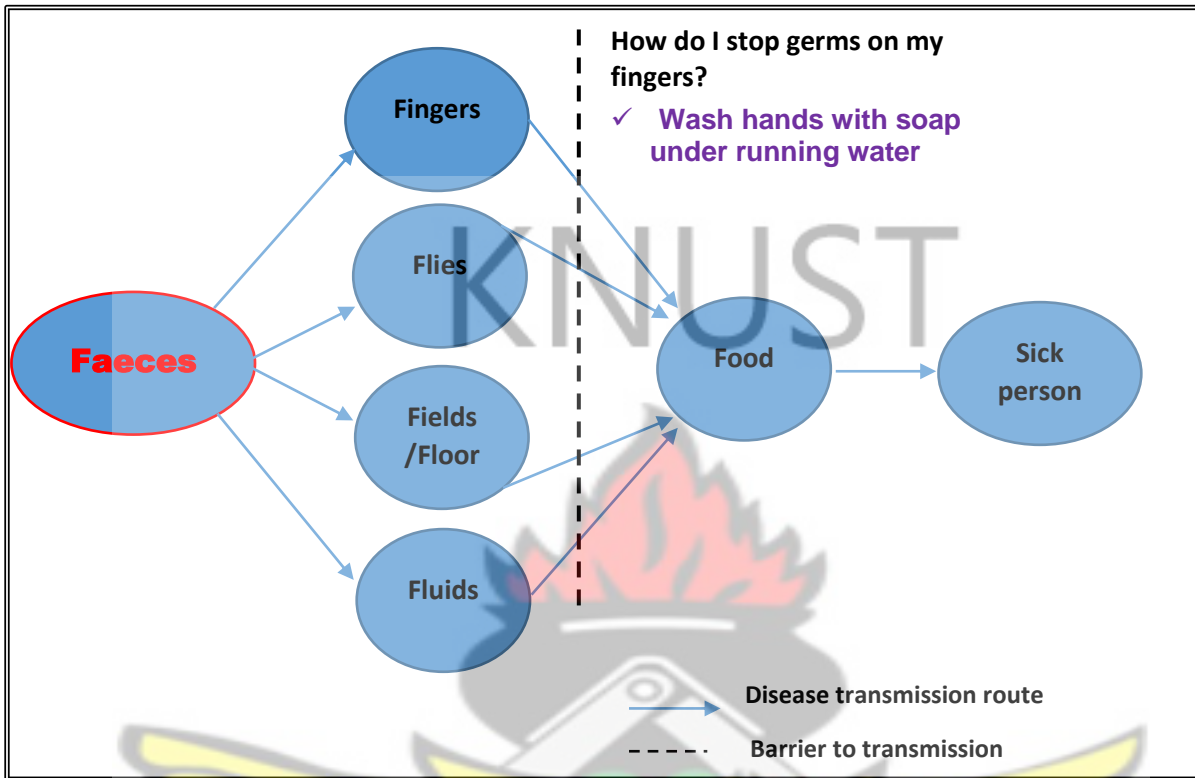 How do I stop germs on my
fingers?
✓ Wash hands with soap
under running water
Fingers
Flies
Faeces
Fields
/Floor
Fluids
Food
Sick
person
KNUST
Disease transmission route
Barrier to transmission